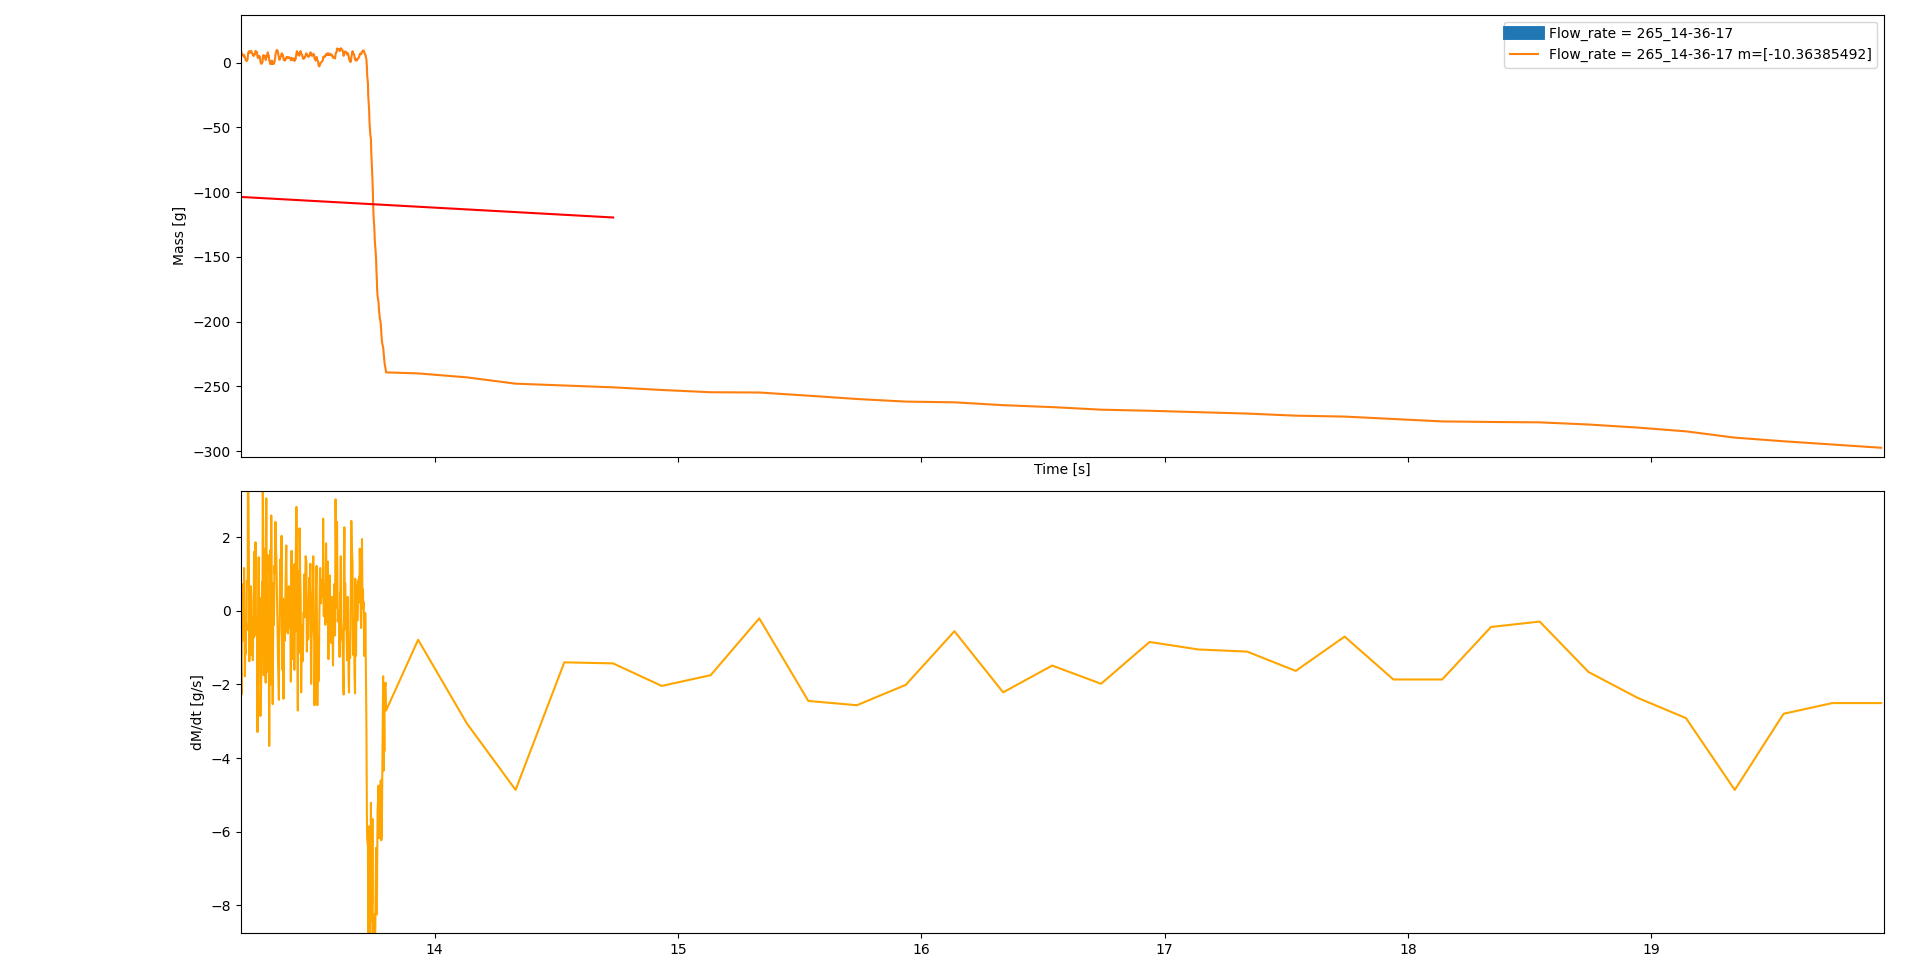 Flow_rate = 265_14-36-17
Flow_rate = 265_14-36-17 m=[-10.36385492]
0
−50
−100
−150
−200
−250
−300
Mass [g]
Time [s]
2
0
−2
−4
−6
−8
dM/dt [g/s]
14 15 16 17 18 19